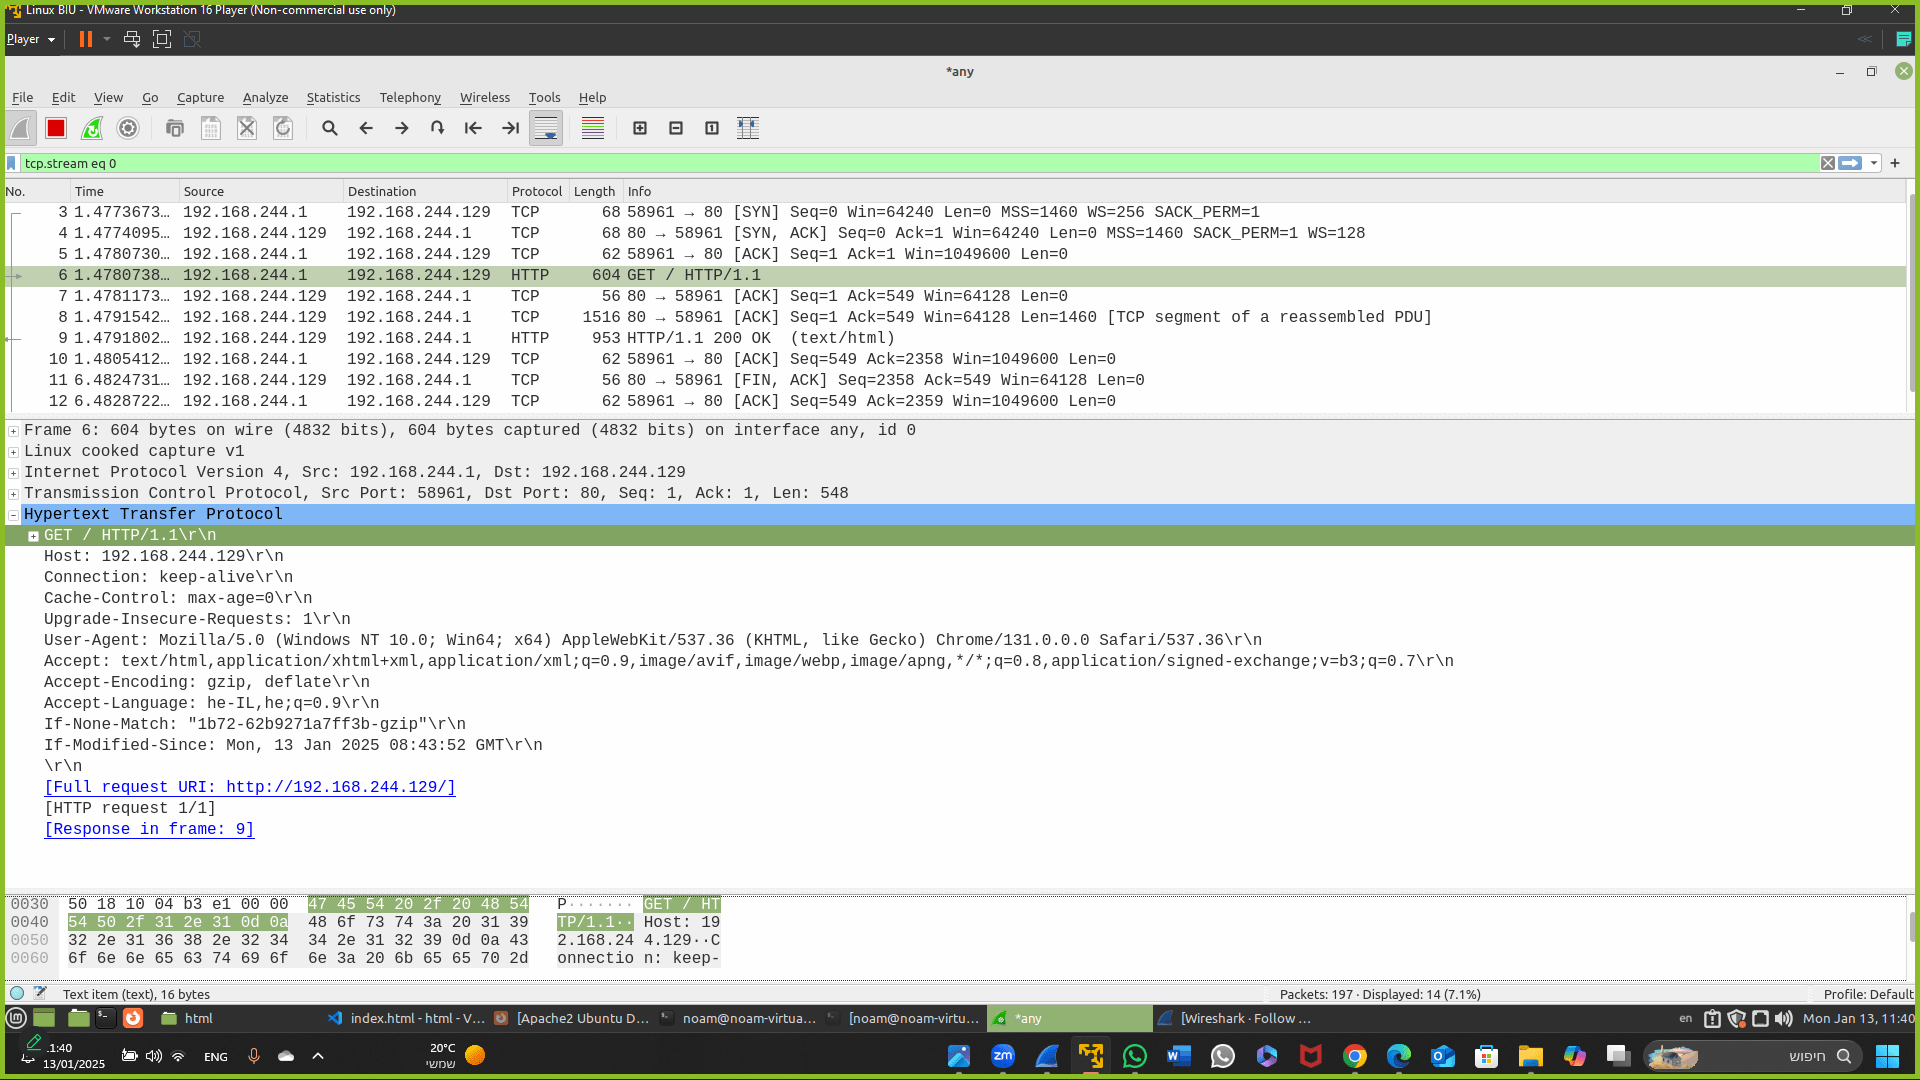 Linux BIU - VMware Workstation 16 Player (Non-commercial use only)
Player
*any
File Edit View Go Capture Analyze Statistics Telephony Wireless Tools Help
tcp.stream eq 0
No. Time Source Destination Protocol Length Info
3 1.4773673… 192.168.244.1 192.168.244.129 TCP 68 58961 → 80 [SYN] Seq=0 Win=64240 Len=0 MSS=1460 WS=256 SACK_PERM=1
4 1.4774095… 192.168.244.129 192.168.244.1 TCP 68 80 → 58961 [SYN, ACK] Seq=0 Ack=1 Win=64240 Len=0 MSS=1460 SACK_PERM=1 WS=128
5 1.4780730… 192.168.244.1 192.168.244.129 TCP 62 58961 → 80 [ACK] Seq=1 Ack=1 Win=1049600 Len=0
6 1.4780738… 192.168.244.1 192.168.244.129 HTTP 604 GET / HTTP/1.1
7 1.4781173… 192.168.244.129 192.168.244.1 TCP 56 80 → 58961 [ACK] Seq=1 Ack=549 Win=64128 Len=0
8 1.4791542… 192.168.244.129 192.168.244.1 TCP 1516 80 → 58961 [ACK] Seq=1 Ack=549 Win=64128 Len=1460 [TCP segment of a reassembled PDU]
9 1.4791802… 192.168.244.129 192.168.244.1 HTTP 953 HTTP/1.1 200 OK (text/html)
10 1.4805412… 192.168.244.1 192.168.244.129 TCP 62 58961 → 80 [ACK] Seq=549 Ack=2358 Win=1049600 Len=0
11 6.4824731… 192.168.244.129 192.168.244.1 TCP 56 80 → 58961 [FIN, ACK] Seq=2358 Ack=549 Win=64128 Len=0
12 6.4828722… 192.168.244.1 192.168.244.129 TCP 62 58961 → 80 [ACK] Seq=549 Ack=2359 Win=1049600 Len=0
Frame 6: 604 bytes on wire (4832 bits), 604 bytes captured (4832 bits) on interface any, id 0
Linux cooked capture v1
Internet Protocol Version 4, Src: 192.168.244.1, Dst: 192.168.244.129
Transmission Control Protocol, Src Port: 58961, Dst Port: 80, Seq: 1, Ack: 1, Len: 548
Hypertext Transfer Protocol
GET / HTTP/1.1\r\n
Host: 192.168.244.129\r\n
Connection: keep-alive\r\n
Cache-Control: max-age=0\r\n
Upgrade-Insecure-Requests: 1\r\n
User-Agent: Mozilla/5.0 (Windows NT 10.0; Win64; x64) AppleWebKit/537.36 (KHTML, like Gecko) Chrome/131.0.0.0 Safari/537.36\r\n
Accept: text/html,application/xhtml+xml,application/xml;q=0.9,image/avif,image/webp,image/apng,*/*;q=0.8,application/signed-exchange;v=b3;q=0.7\r\n
Accept-Encoding: gzip, deflate\r\n
Accept-Language: he-IL,he;q=0.9\r\n
If-None-Match: "1b72-62b9271a7ff3b-gzip"\r\n
If-Modified-Since: Mon, 13 Jan 2025 08:43:52 GMT\r\n
\r\n
[Full request URI: http://192.168.244.129/]
[HTTP request 1/1]
[Response in frame: 9]
0030 50 18 10 04 b3 e1 00 00 47 45 54 20 2f 20 48 54 P······· GET / HT
0040 54 50 2f 31 2e 31 0d 0a 48 6f 73 74 3a 20 31 39 TP/1.1·· Host: 19
0050 32 2e 31 36 38 2e 32 34 34 2e 31 32 39 0d 0a 43 2.168.24 4.129··C
0060 6f 6e 6e 65 63 74 69 6f 6e 3a 20 6b 65 65 70 2d onnectio n: keep-
Text item (text), 16 bytes Packets: 197 · Displayed: 14 (7.1%) Profile: Default
html index.html - html - V… [Apache2 Ubuntu D… noam@noam-virtua… [noam@noam-virtu… *any [Wireshark · Follow … en Mon Jan 13, 11:40
11:40
13/01/2025
ENG
20°C
שמשי
חיפוש